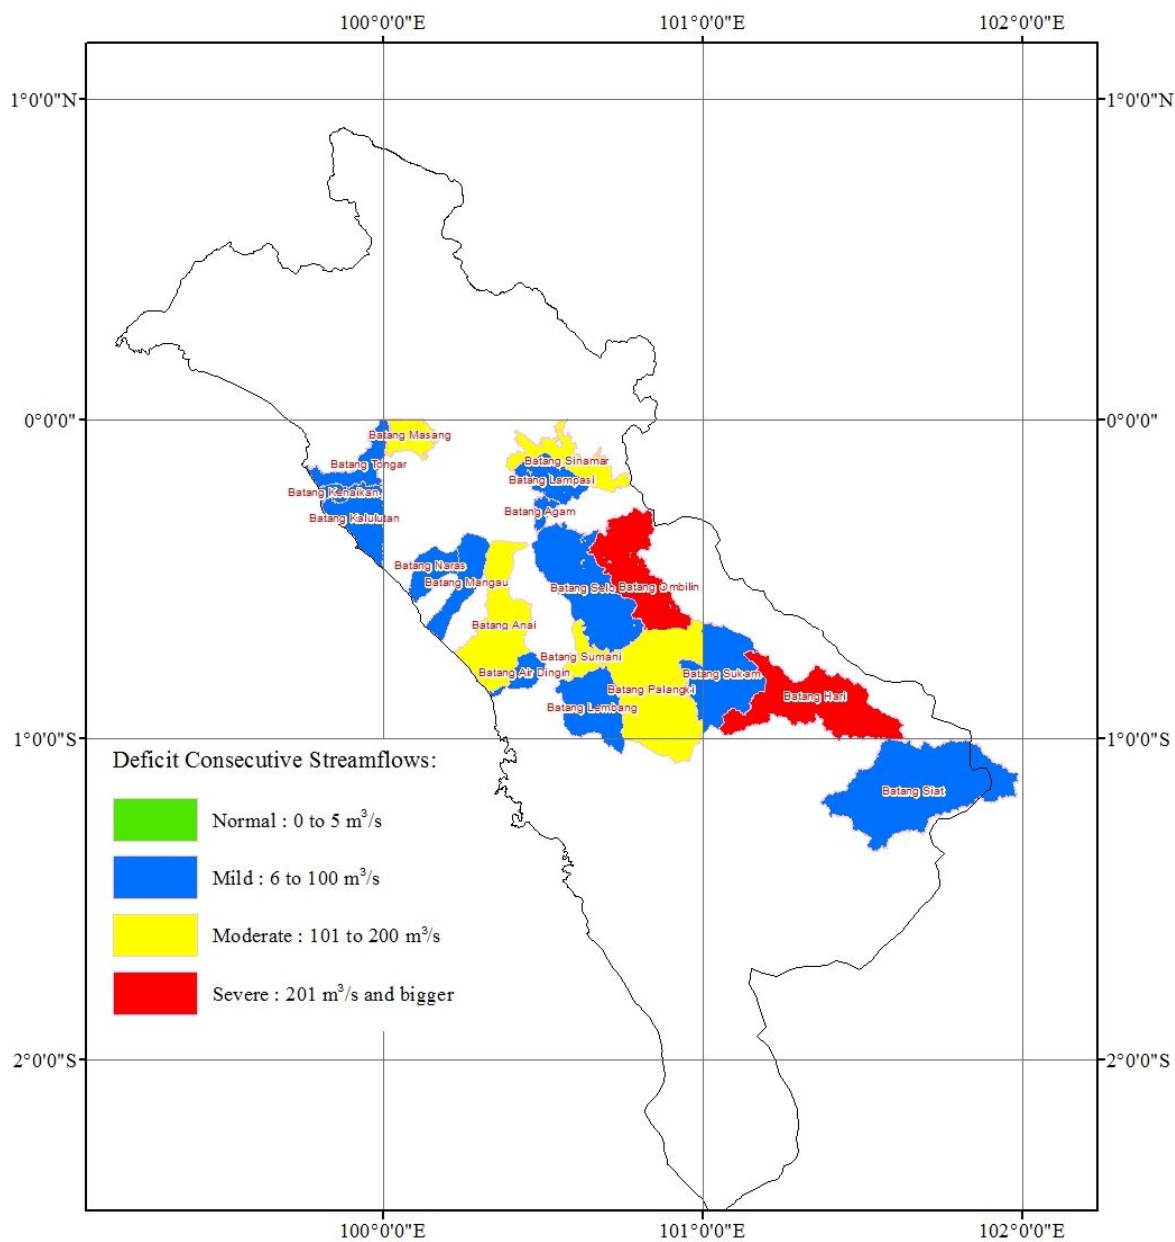 100°0'0"E 101°0'0"E 102°0'0"E
1°0'0"N 1°0'0"N
0°0'0" 0°0'0"
Batang Masang
Batang Tongar
Batang Sinamar
Batang Lampasi
Batang Kenaikan
Batang Agam
Batang Kalulutan
Batang Naras
Batang Mangau
Batang Selo
Batang Ombilin
Batang Anai
Batang Sumani
Batang Air Dingin
Batang Sukam
Batang Palangki
Batang Hari
Batang Lembang
1°0'0"S 1°0'0"S
Batang Siat
Deficit Consecutive Streamflows:
Normal : 0 to 5 m³/s
Mild : 6 to 100 m³/s
Moderate : 101 to 200 m³/s
Severe : 201 m³/s and bigger
2°0'0"S 2°0'0"S
100°0'0"E 101°0'0"E 102°0'0"E